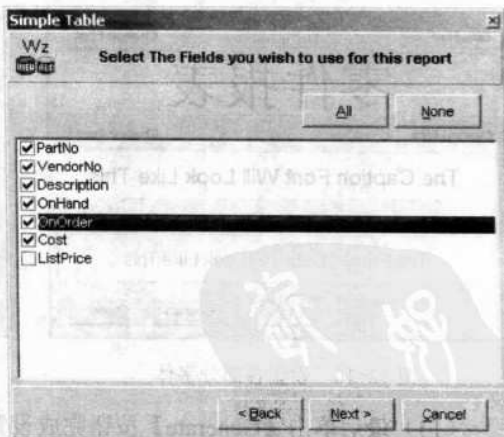 Simple Table
Wz
Select The Fields you wish to use for this report
All
None
PartNo
VendorNo
Description
OnHand
OnOrder
Cost
ListPrice
< Back
Next >
Cancel